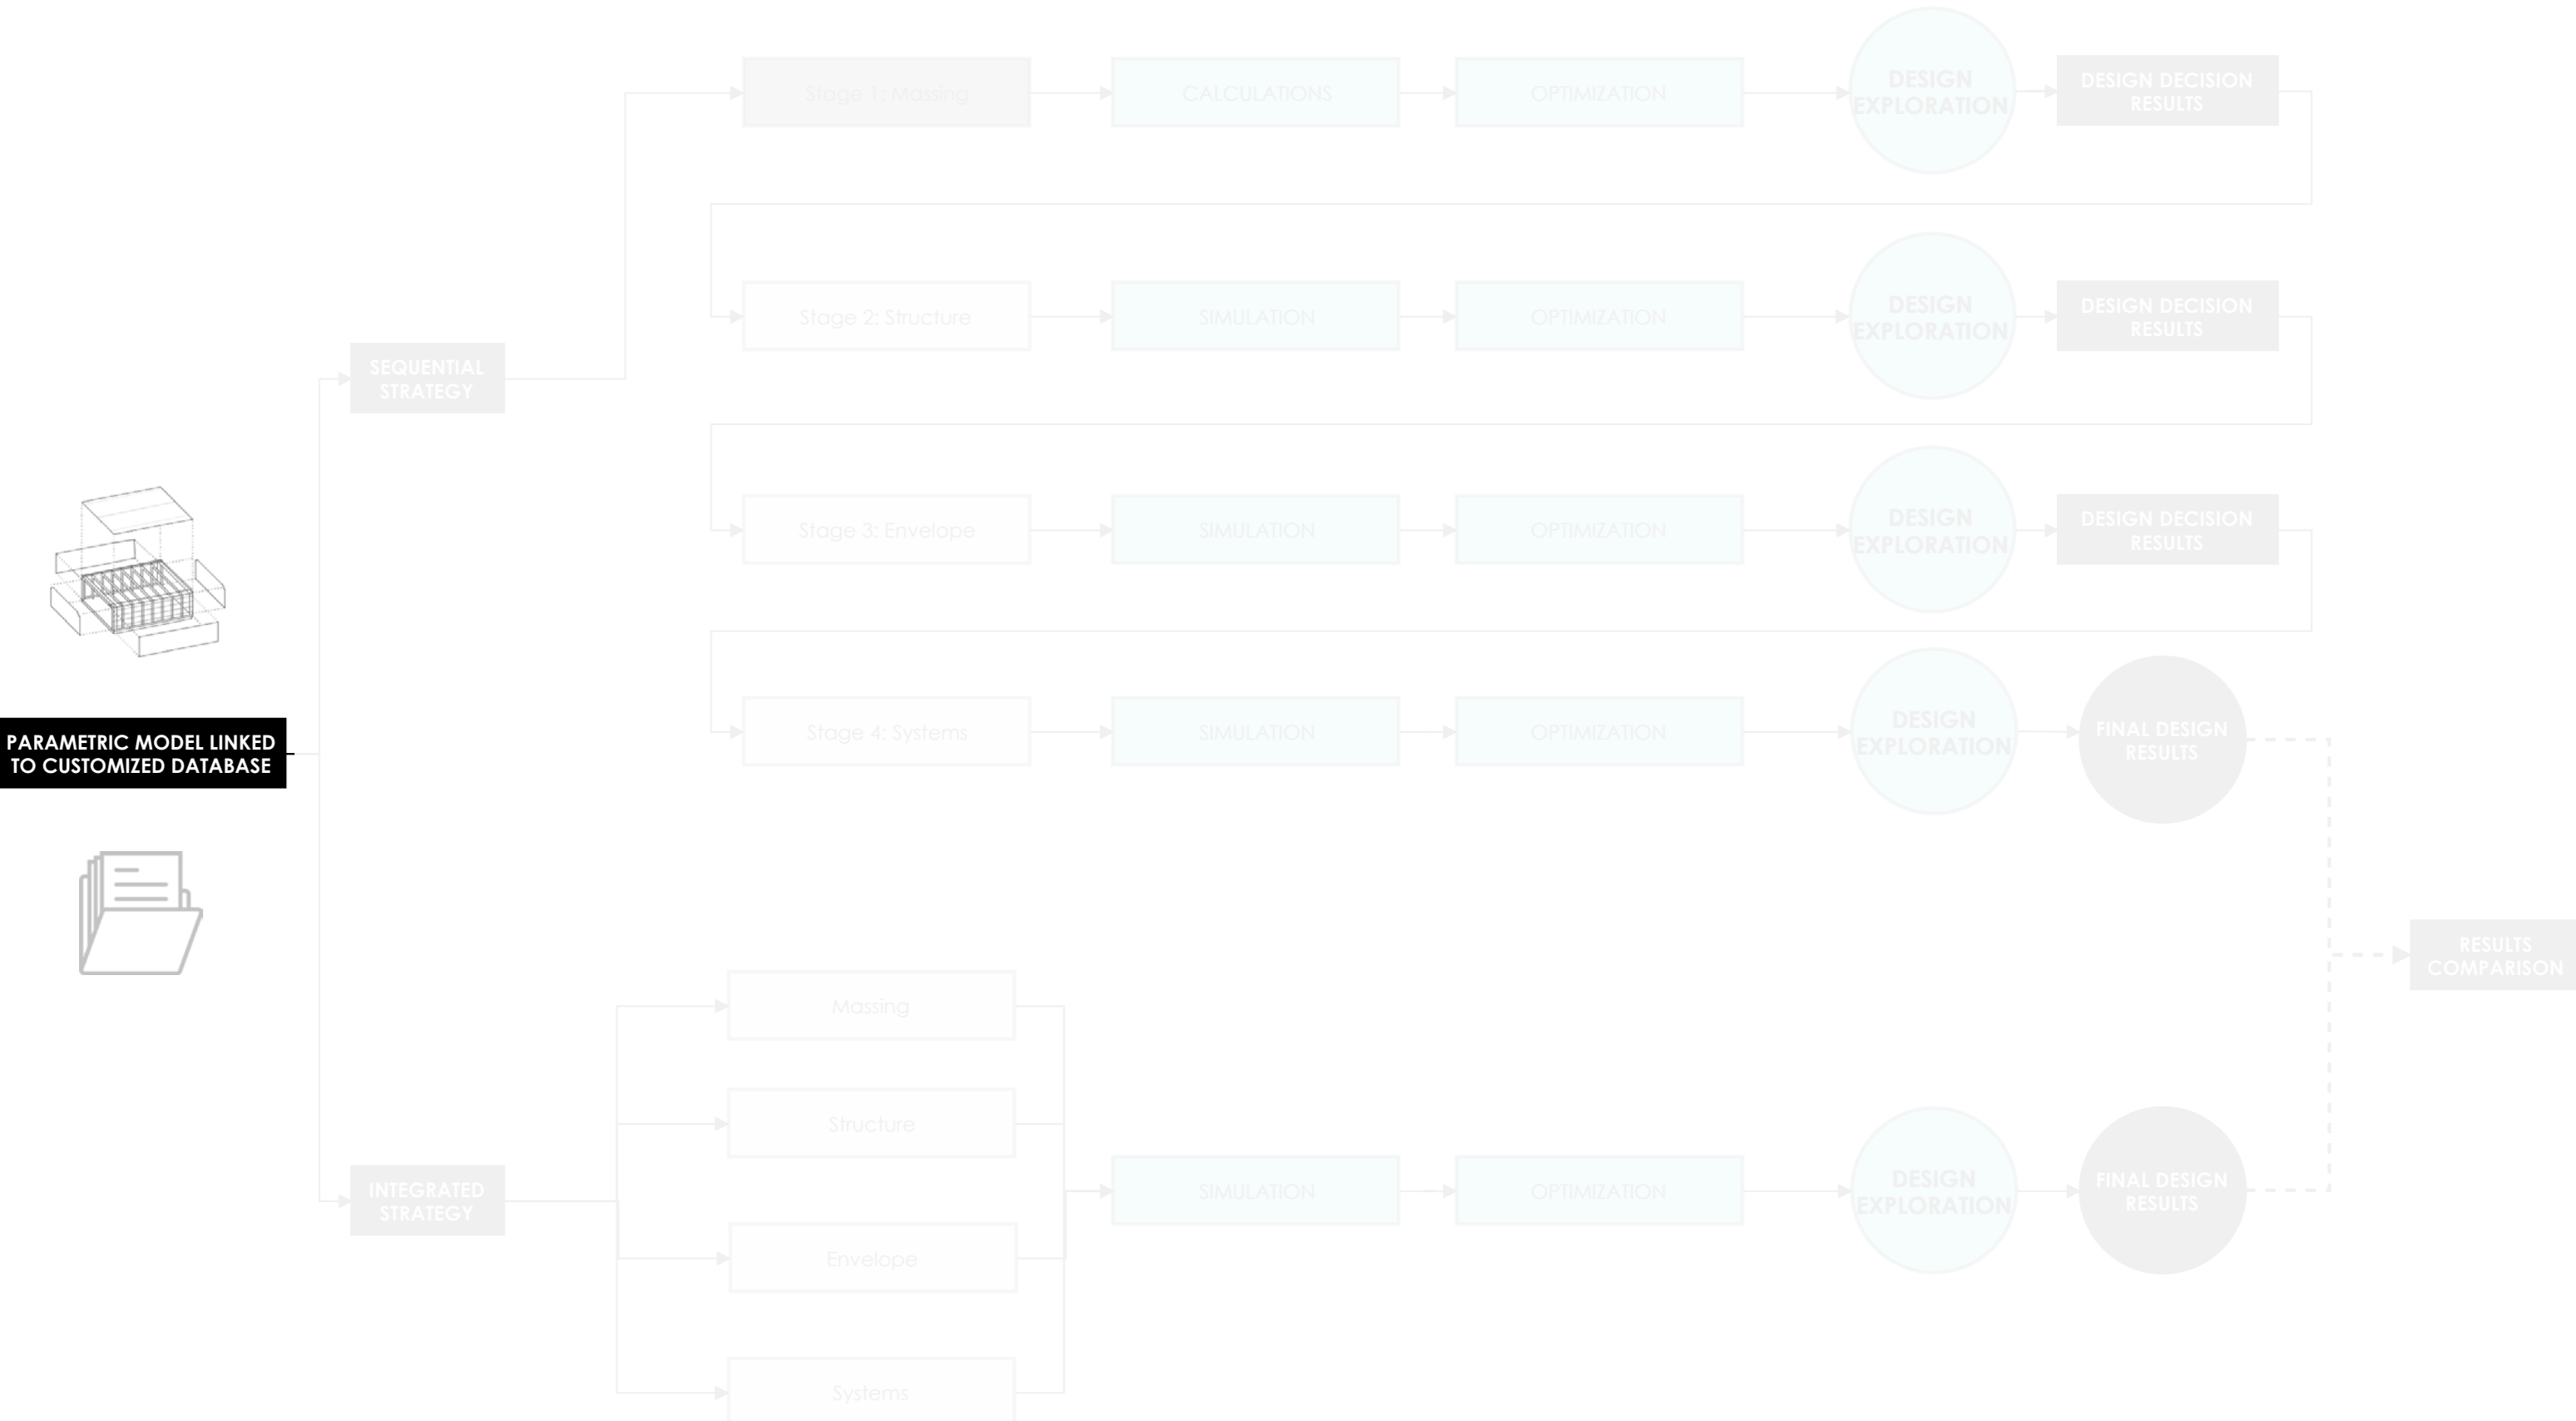 Stage 1: Massing
CALCULATIONS
OPTIMIZATION
DESIGN
EXPLORATION
DESIGN DECISION
RESULTS
Stage 2: Structure
SIMULATION
OPTIMIZATION
DESIGN
EXPLORATION
DESIGN DECISION
RESULTS
SEQUENTIAL
STRATEGY
Stage 3: Envelope
SIMULATION
OPTIMIZATION
DESIGN
EXPLORATION
DESIGN DECISION
RESULTS
Stage 4: Systems
SIMULATION
OPTIMIZATION
DESIGN
EXPLORATION
FINAL DESIGN
RESULTS
PARAMETRIC MODEL LINKED
TO CUSTOMIZED DATABASE
RESULTS
COMPARISON
INTEGRATED
STRATEGY
Massing
Structure
Envelope
Systems
SIMULATION
OPTIMIZATION
DESIGN
EXPLORATION
FINAL DESIGN
RESULTS